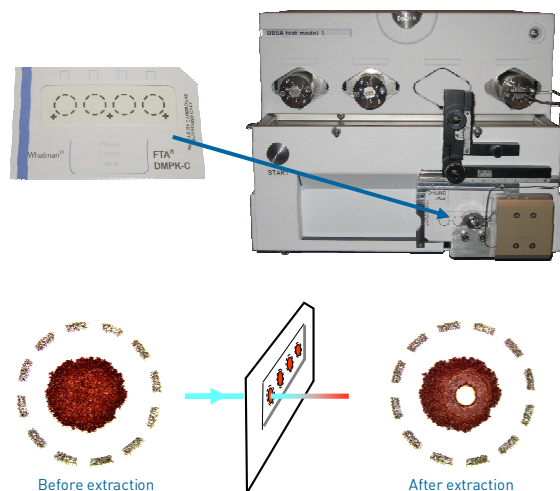 DBSA test model 1
START
Whatman®
FTA®
DMPK-C
Before extraction
After extraction